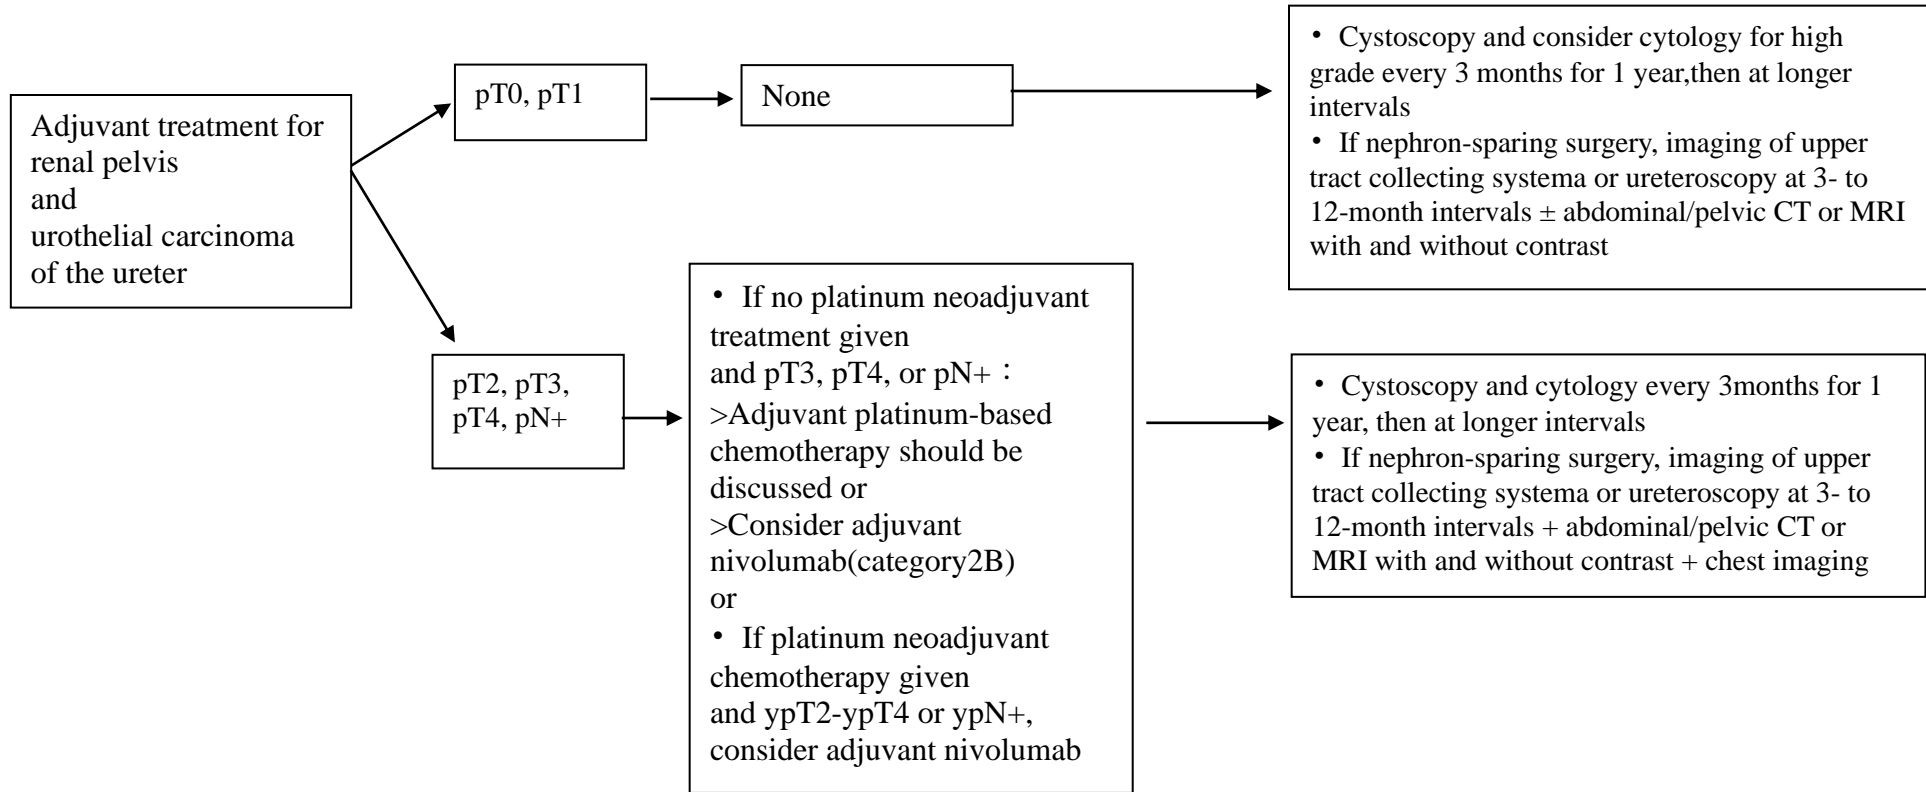 Adjuvant treatment for
renal pelvis
and
urothelial carcinoma
of the ureter
pT0, pT1
None
• Cystoscopy and consider cytology for high
grade every 3 months for 1 year,then at longer
intervals
• If nephron-sparing surgery, imaging of upper
tract collecting systema or ureteroscopy at 3- to
12-month intervals ± abdominal/pelvic CT or MRI
with and without contrast
pT2, pT3,
pT4, pN+
• If no platinum neoadjuvant
treatment given
and pT3, pT4, or pN+：
>Adjuvant platinum-based
chemotherapy should be
discussed or
>Consider adjuvant
nivolumab(category2B)
or
• If platinum neoadjuvant
chemotherapy given
and ypT2-ypT4 or ypN+,
consider adjuvant nivolumab
• Cystoscopy and cytology every 3months for 1
year, then at longer intervals
• If nephron-sparing surgery, imaging of upper
tract collecting systema or ureteroscopy at 3- to
12-month intervals + abdominal/pelvic CT or
MRI with and without contrast + chest imaging